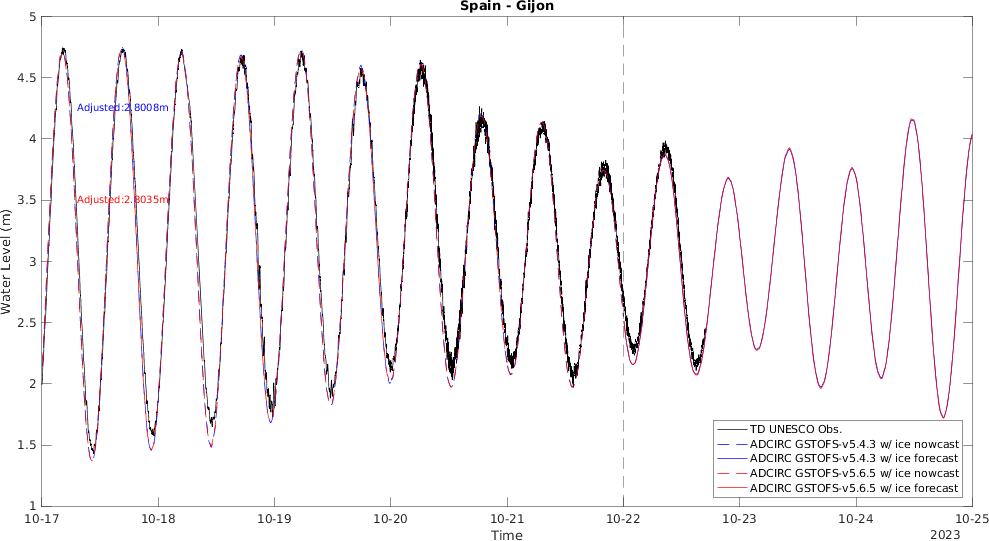 Spain - Gijon
5
4.5
4
3.5
3
2.5
2
1.5
1
Water Level (m)
Adjusted:2.8008m
Adjusted:2.8035m
TD UNESCO Obs.
ADCIRC GSTOFS-v5.4.3 w/ ice nowcast
ADCIRC GSTOFS-v5.4.3 w/ ice forecast
ADCIRC GSTOFS-v5.6.5 w/ ice nowcast
ADCIRC GSTOFS-v5.6.5 w/ ice forecast
10-17 10-18 10-19 10-20 10-21 10-22 10-23 10-24 10-25
Time
2023